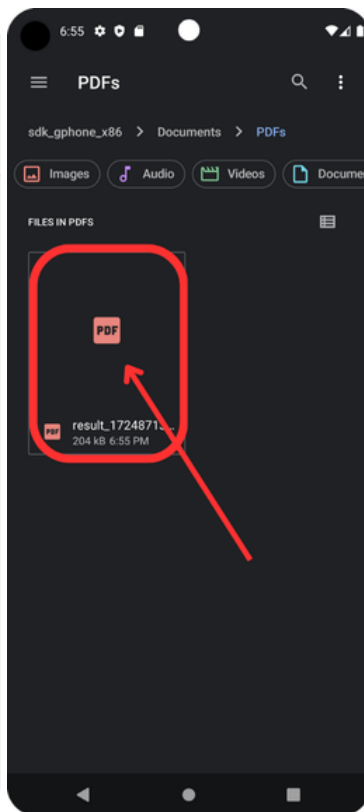 6:55
PDFs
sdk_gphone_x86 > Documents > PDFs
Images Audio Videos Docume
FILES IN PDFS
PDF
PDF result_17248713...
204 kB 6:55 PM